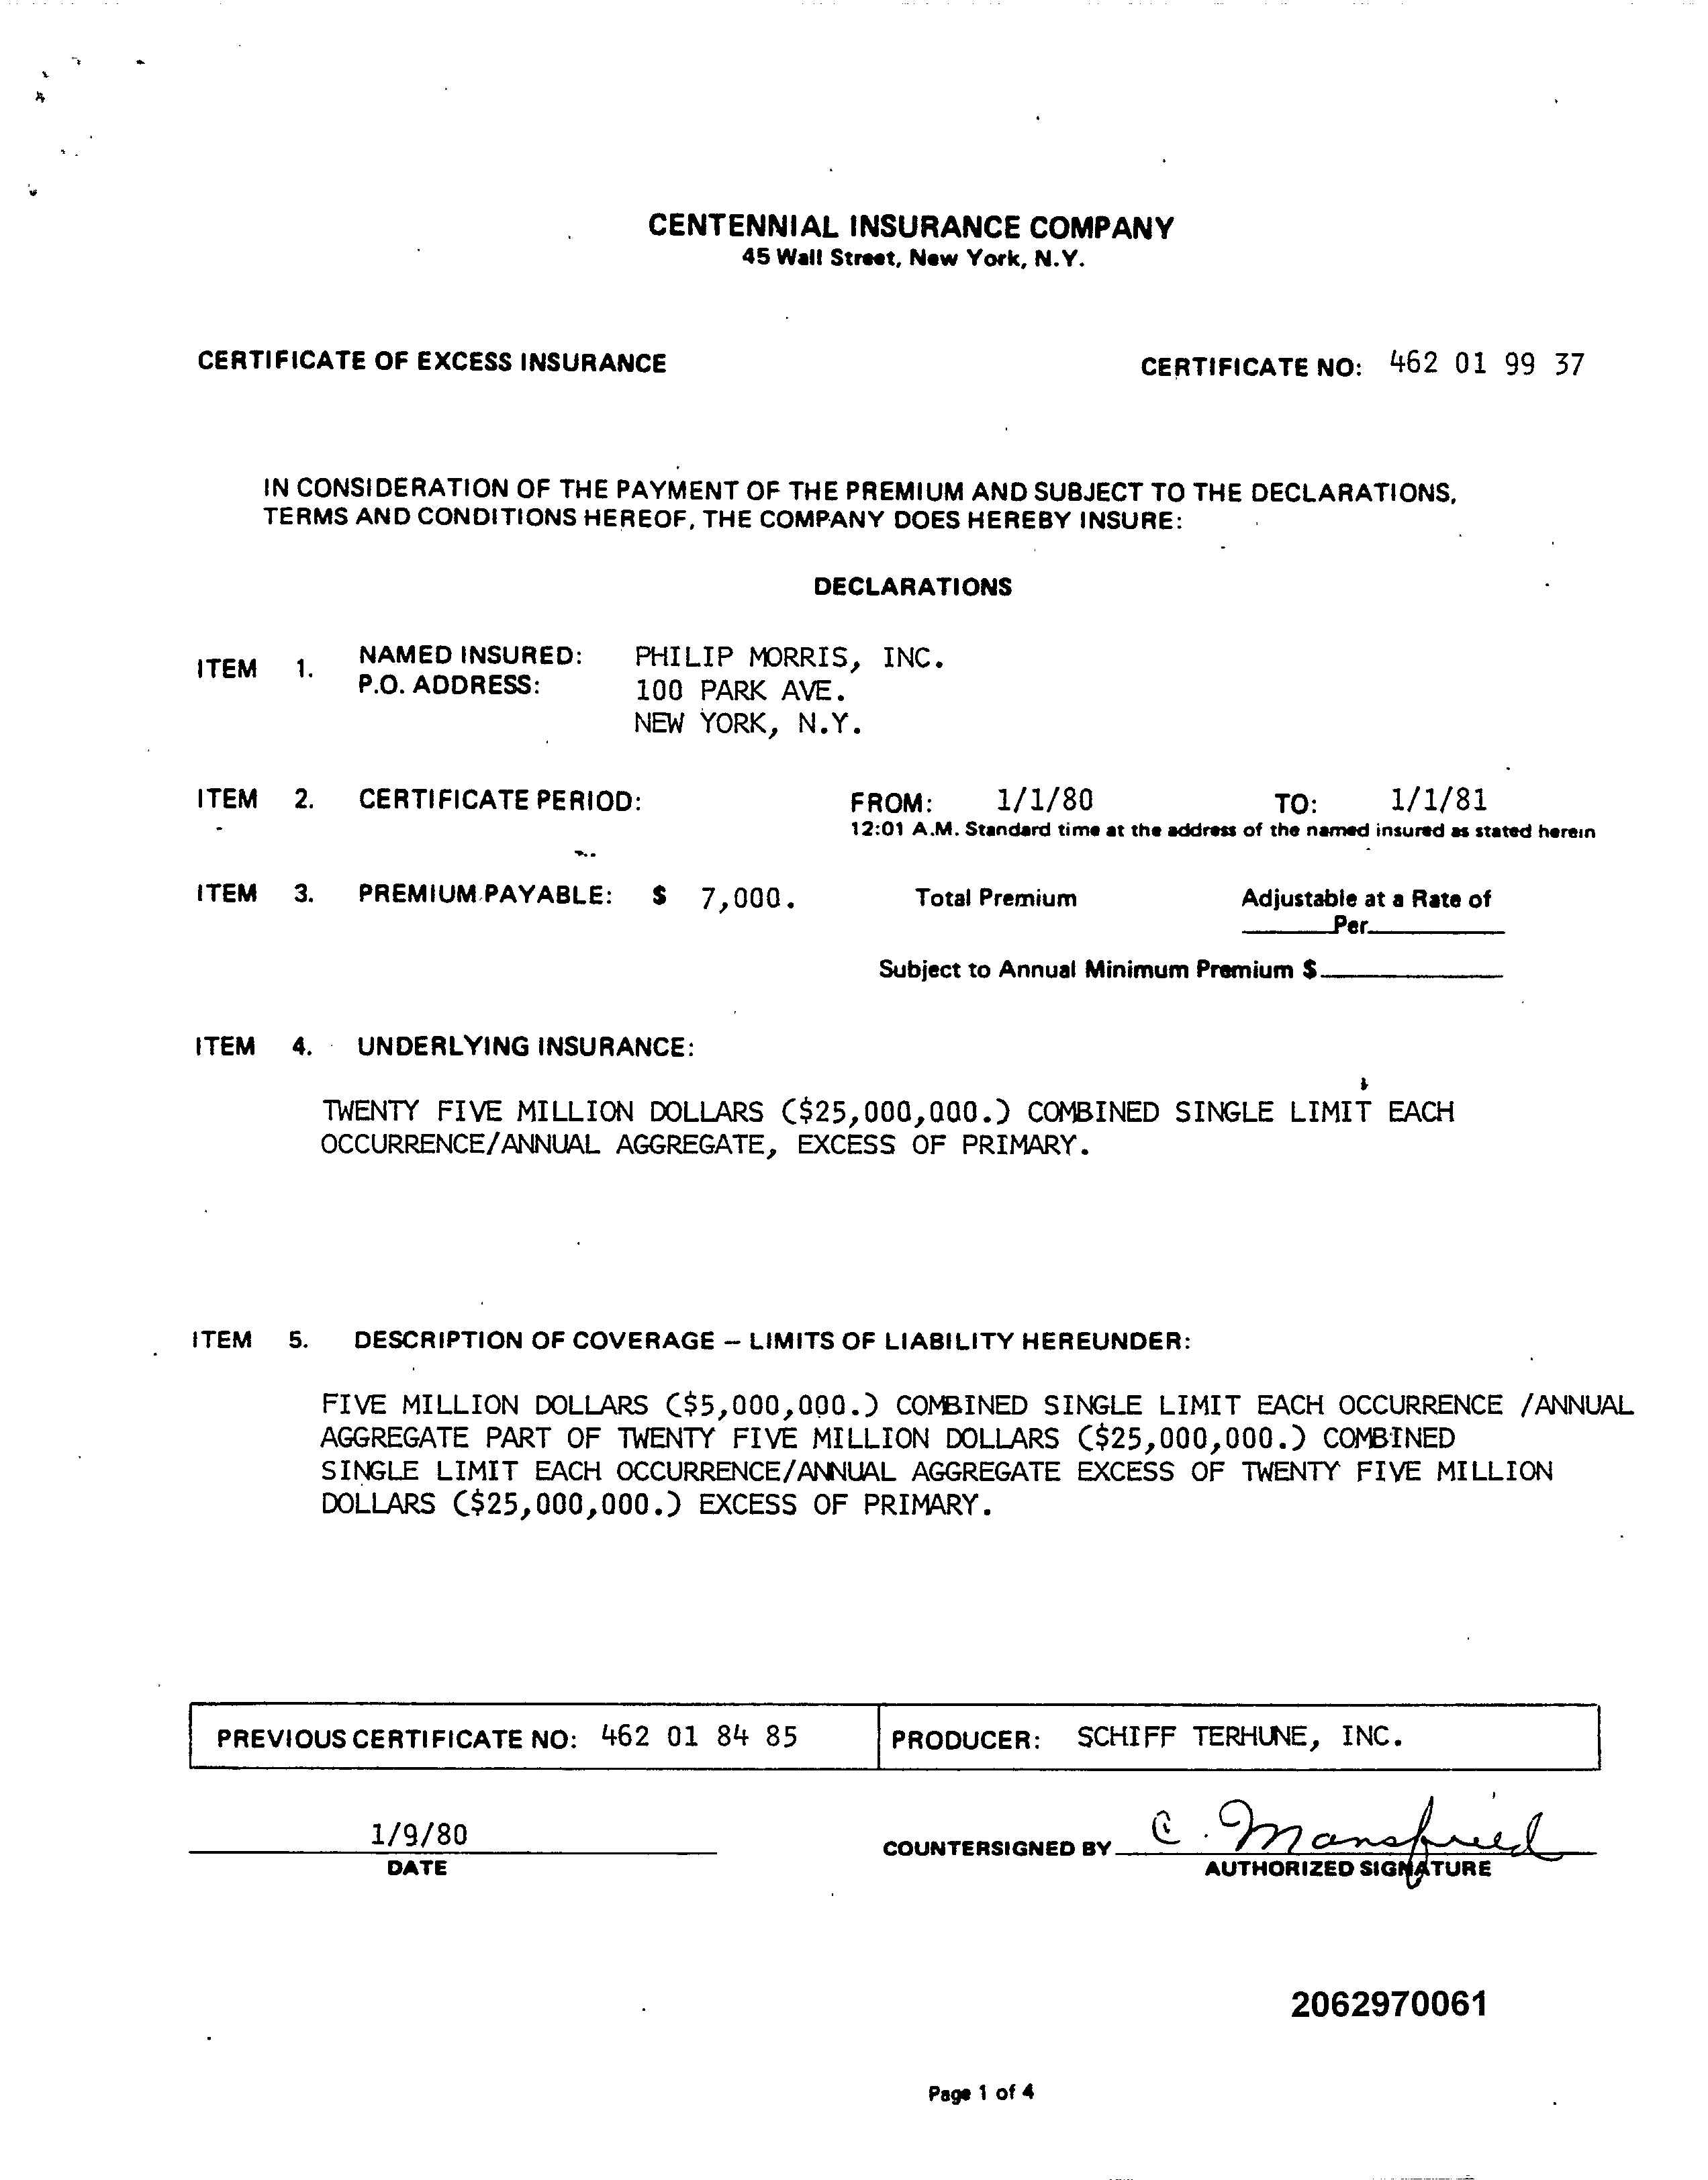 CENTENNIAL INSURANCE COMPANY
45 Wall Street, New York, N.Y.
CERTIFICATE OF EXCESS INSURANCE CERTIFICATE NO: 462 01 99 37
IN CONSIDERATION OF THE PAYMENT OF THE PREMIUM AND SUBJECT TO THE DECLARATIONS,
TERMS AND CONDITIONS HEREOF, THE COMPANY DOES HEREBY INSURE:
DECLARATIONS
ITEM 1. NAMED INSURED: PHILIP MORRIS, INC.
P.O. ADDRESS: 100 PARK AVE.
NEW YORK, N.Y.
ITEM 2. CERTIFICATE PERIOD: FROM: 1/1/80 TO: 1/1/81
12:01 A.M. Standard time at the address of the named insured as stated herein
ITEM 3. PREMIUM PAYABLE: $ 7,000. Total Premium Adjustable at a Rate of
Per
Subject to Annual Minimum Premium $
ITEM 4. UNDERLYING INSURANCE:
TWENTY FIVE MILLION DOLLARS ($25,000,000.) COMBINED SINGLE LIMIT EACH
OCCURRENCE/ANNUAL AGGREGATE, EXCESS OF PRIMARY.
ITEM 5. DESCRIPTION OF COVERAGE – LIMITS OF LIABILITY HEREUNDER:
FIVE MILLION DOLLARS ($5,000,000.) COMBINED SINGLE LIMIT EACH OCCURRENCE /ANNUAL
AGGREGATE PART OF TWENTY FIVE MILLION DOLLARS ($25,000,000.) COMBINED
SINGLE LIMIT EACH OCCURRENCE/ANNUAL AGGREGATE EXCESS OF TWENTY FIVE MILLION
DOLLARS ($25,000,000.) EXCESS OF PRIMARY.
PREVIOUS CERTIFICATE NO: 462 01 84 85 PRODUCER: SCHIFF TERHUNE, INC.
1/9/80 COUNTERSIGNED BY C. Mansfield
DATE AUTHORIZED SIGNATURE
2062970061
Page 1 of 4